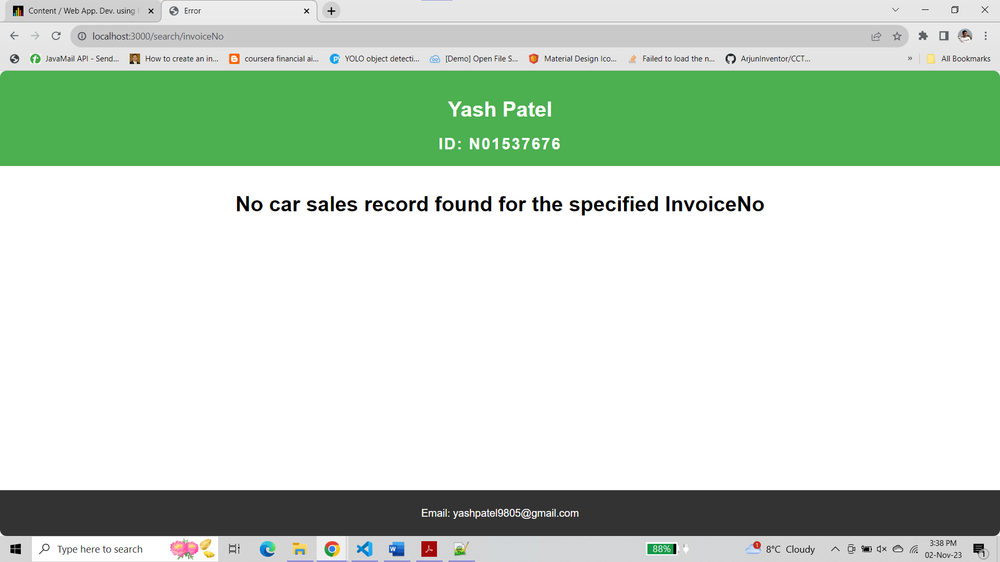 Content / Web App. Dev. using
Error
localhost:3000/search/invoiceNo
JavaMail API - Send...
How to create an in...
coursera financial ai...
YOLO object detecti...
[Demo] Open File S...
Material Design Ico...
Failed to load the n...
ArjunInventor/CCT...
»
All Bookmarks
Yash Patel
ID: N01537676
No car sales record found for the specified InvoiceNo
Email: yashpatel9805@gmail.com
Type here to search
88%
1
8°C Cloudy
3:38 PM
02-Nov-23
1